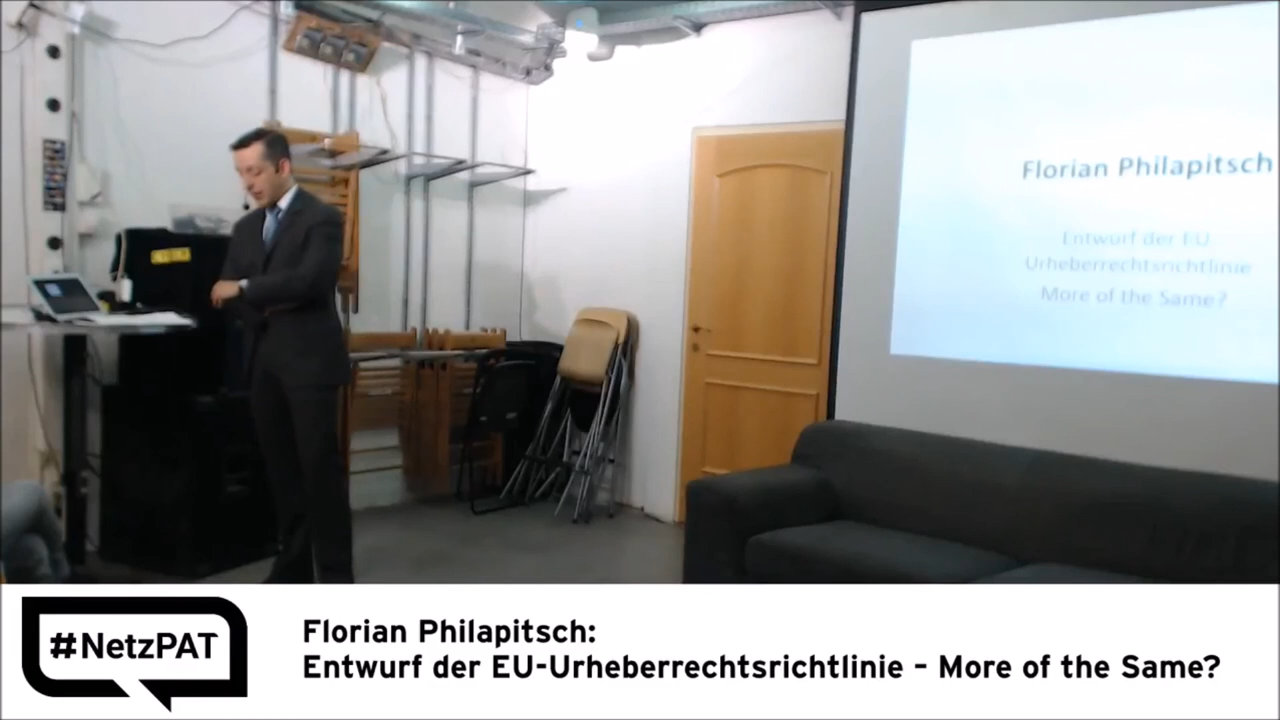 Florian Philapitsch
Entwurf der EU
Urheberrechtsrichtlinie
More of the Same?
#NetzPAT
Florian Philapitsch:
Entwurf der EU-Urheberrechtsrichtlinie – More of the Same?